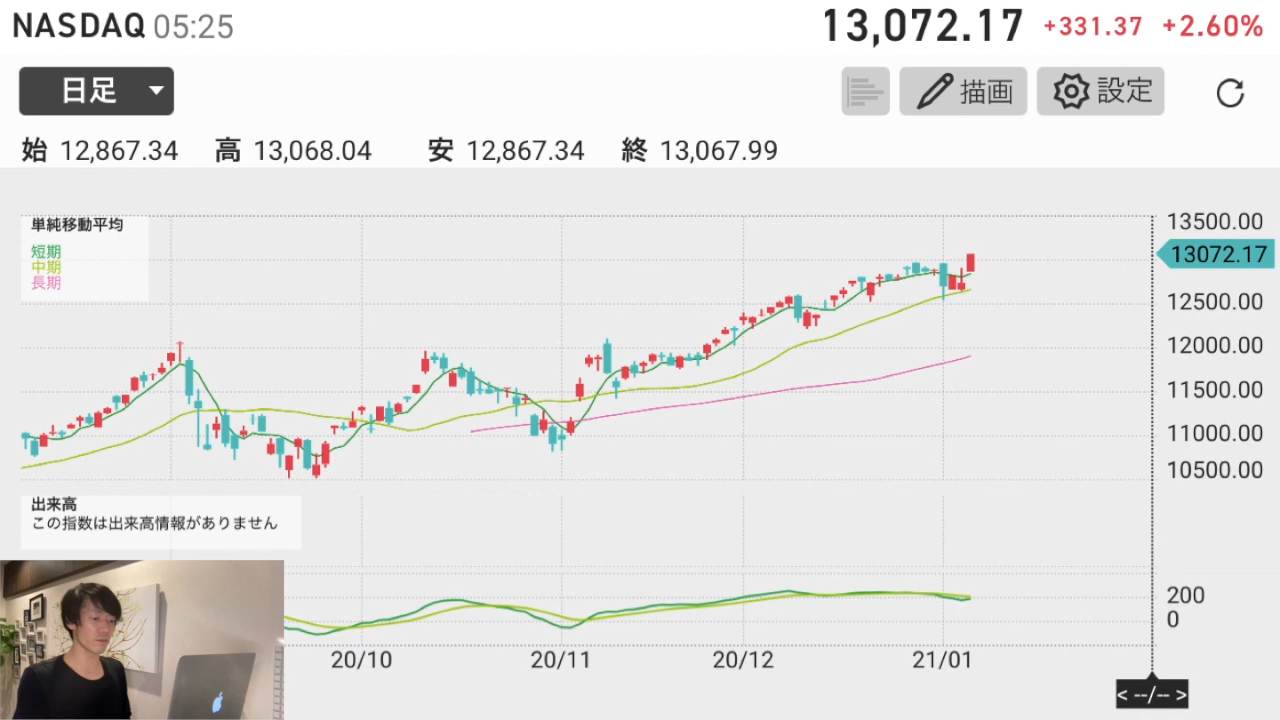 NASDAQ 05:25
13,072.17 +331.37 +2.60%
日足
描画
設定
始 12,867.34 高 13,068.04 安 12,867.34 終 13,067.99
単純移動平均
短期
中期
長期
13500.00
13072.17
12500.00
12000.00
11500.00
11000.00
10500.00
出来高
この指数は出来高情報がありません
200
0
20/10 20/11 20/12 21/01
< --/-- >